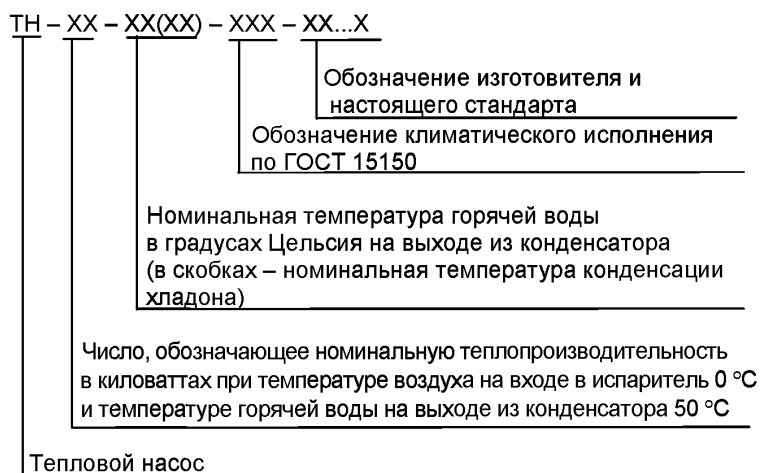 ТН – ХХ – ХХ(ХХ) – ХХХ – ХХ...Х
Обозначение изготовителя и
настоящего стандарта
Обозначение климатического исполнения
по ГОСТ 15150
Номинальная температура горячей воды
в градусах Цельсия на выходе из конденсатора
(в скобках – номинальная температура конденсации
хладона)
Число, обозначающее номинальную теплопроизводительность
в киловаттах при температуре воздуха на входе в испаритель 0 °С
и температуре горячей воды на выходе из конденсатора 50 °С
Тепловой насос